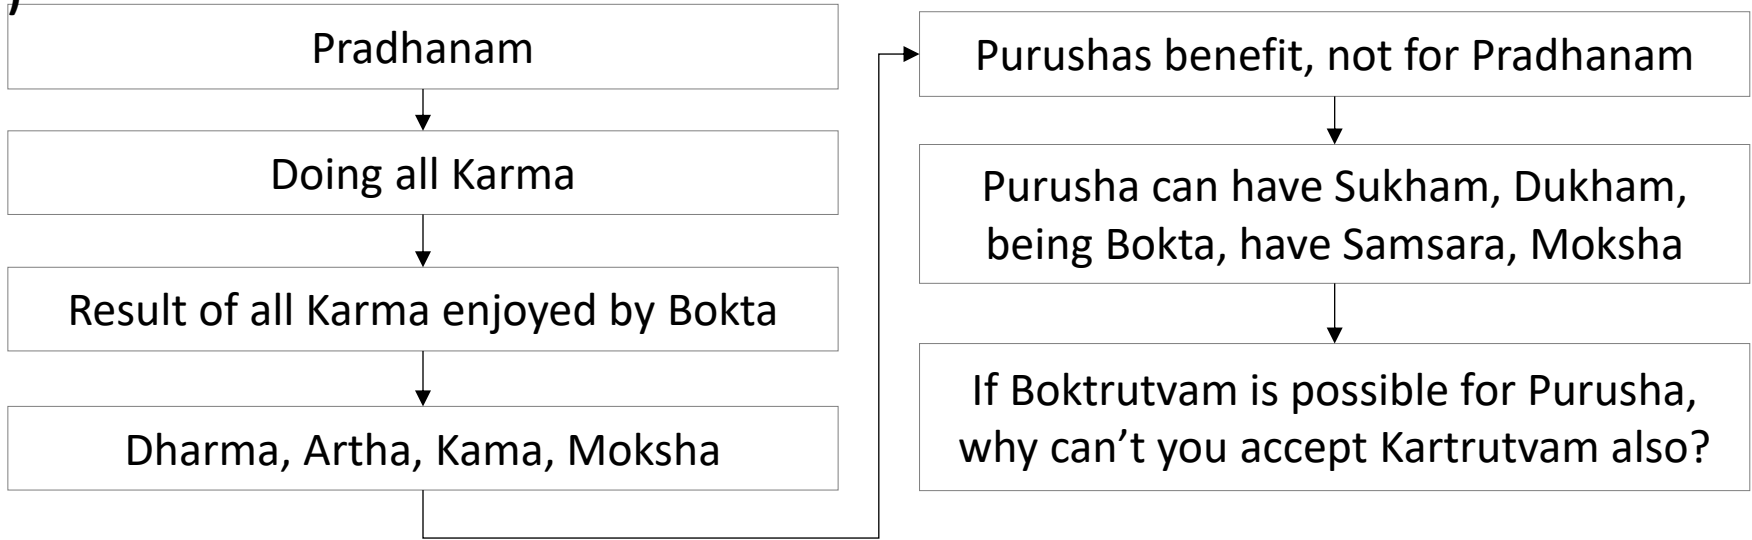 Pradhanam
Doing all Karma
Result of all Karma enjoyed by Bokta
Dharma, Artha, Kama, Moksha
Purushas benefit, not for Pradhanam
Purusha can have Sukham, Dukham,
being Bokta, have Samsara, Moksha
If Boktrutvam is possible for Purusha,
why can’t you accept Kartrutvam also?